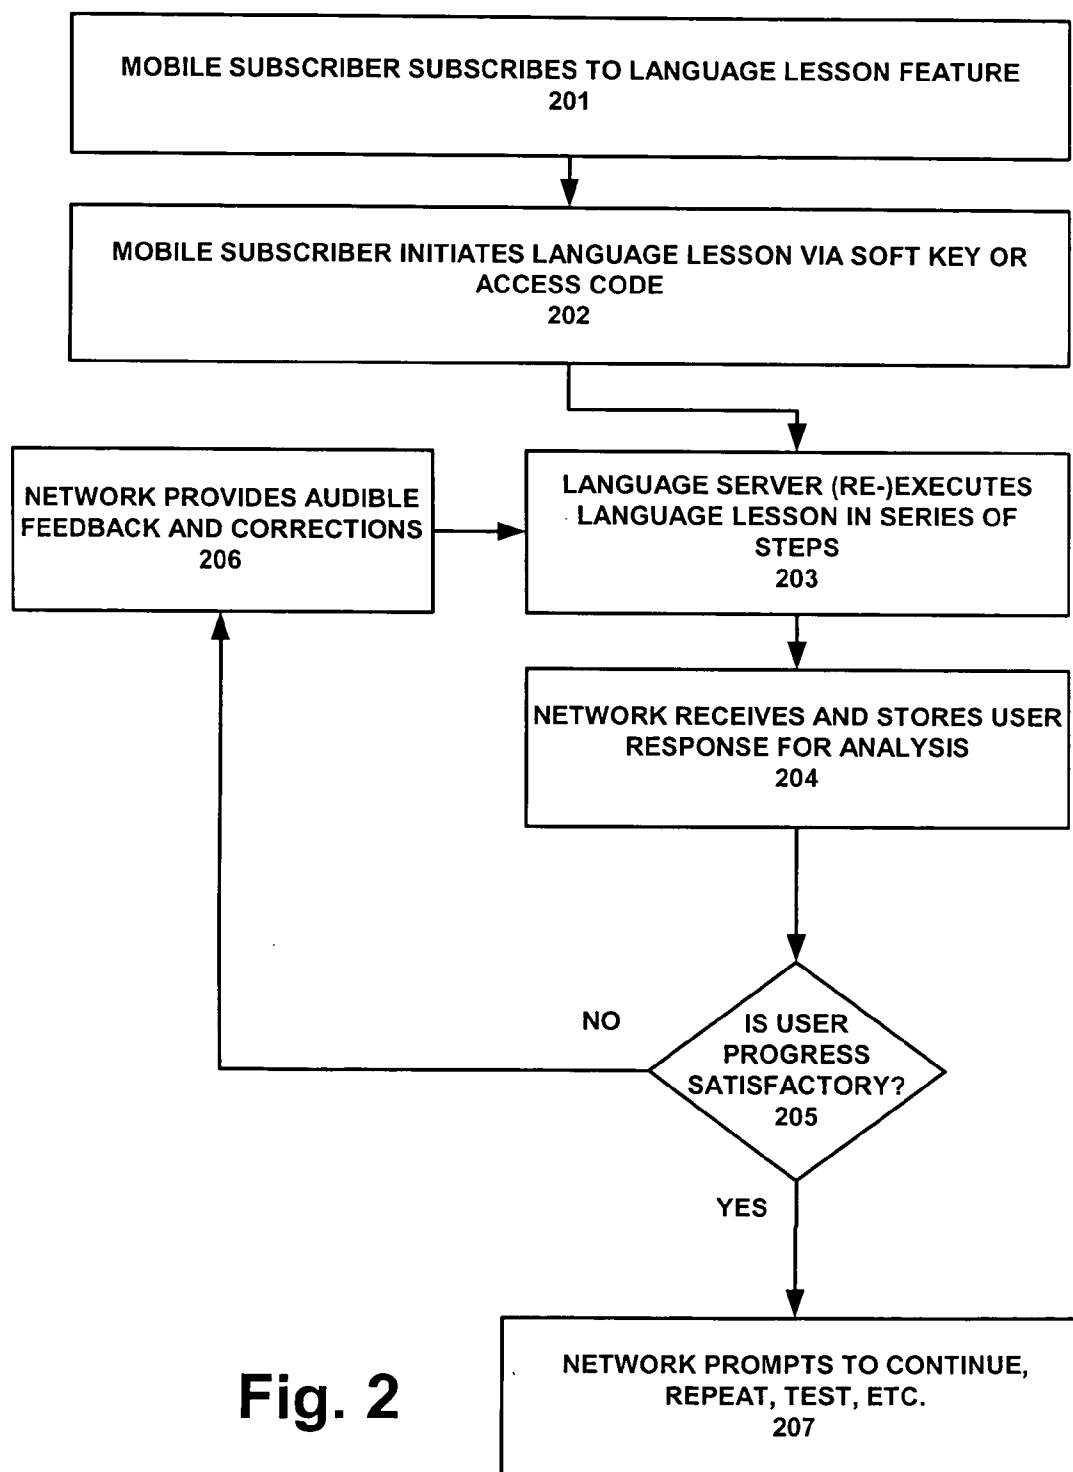 MOBILE SUBSCRIBER SUBSCRIBES TO LANGUAGE LESSON FEATURE
201
MOBILE SUBSCRIBER INITIATES LANGUAGE LESSON VIA SOFT KEY OR
ACCESS CODE
202
NETWORK PROVIDES AUDIBLE
FEEDBACK AND CORRECTIONS
206
LANGUAGE SERVER (RE-)EXECUTES
LANGUAGE LESSON IN SERIES OF
STEPS
203
NETWORK RECEIVES AND STORES USER
RESPONSE FOR ANALYSIS
204
NO
IS USER
PROGRESS
SATISFACTORY?
205
YES
NETWORK PROMPTS TO CONTINUE,
REPEAT, TEST, ETC.
207
Fig. 2